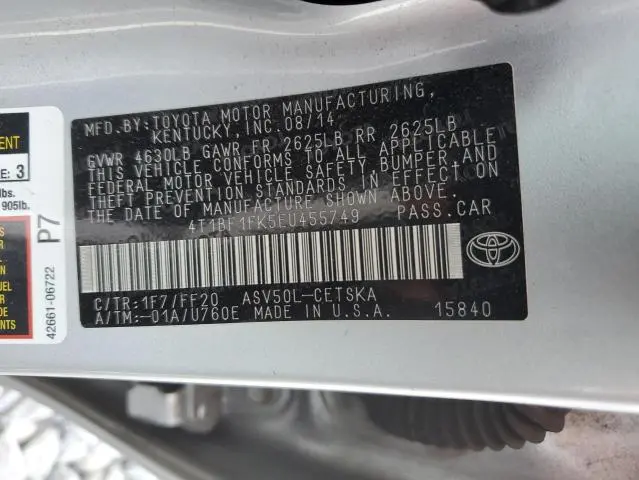 MFD.BY:TOYOTA MOTOR MANUFACTURING,
KENTUCKY,INC.08/14
GVWR 4630LB GAWR FR 2625LB RR 2625LB
THIS VEHICLE CONFORMS TO ALL APPLICABLE
FEDERAL MOTOR VEHICLE SAFETY,BUMPER,AND
THEFT PREVENTION STANDARDS IN EFFECT ON
THE DATE OF MANUFACTURE SHOWN ABOVE.
4T1BF1FK5EU455749 PASS.CAR
C/TR:1F7/FF20 ASV50L-CETSKA
A/TM:-01A/U760E MADE IN U.S.A. 15840
E: 3
lbs.
905lb.
P7
42661-06722